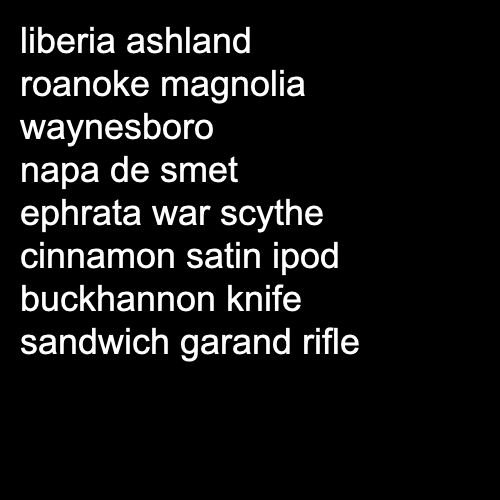 liberia ashland
roanoke magnolia
waynesboro
napa de smet
ephrata war scythe
cinnamon satin ipod
buckhannon knife
sandwich garand rifle